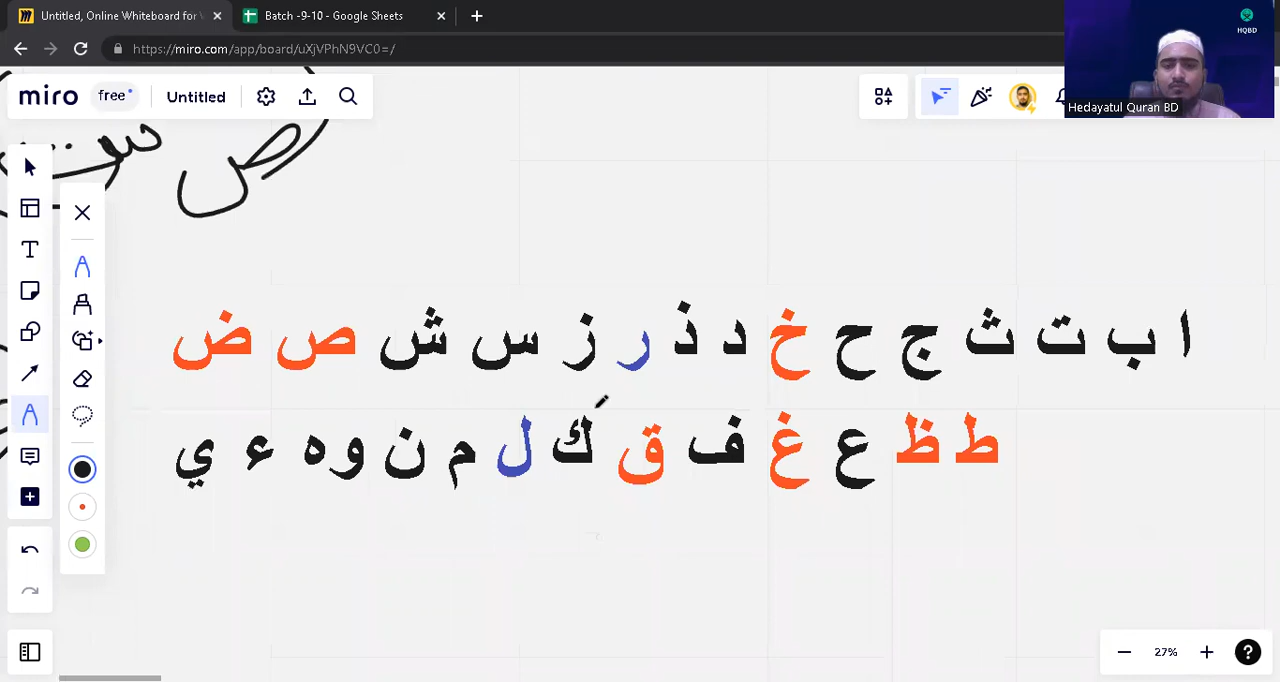 Untitled, Online Whiteboard for
Batch -9-10 - Google Sheets
https://miro.com/app/board/uXjVPhN9VC0=/
HQBD
miro free Untitled
Hedayatul Quran BD
ص
ا ب ت ث ج ح خ د ذ ر ز س ش ص ض
ط ظ ع غ ف ق ك ل م ن و ه ء ي
27%